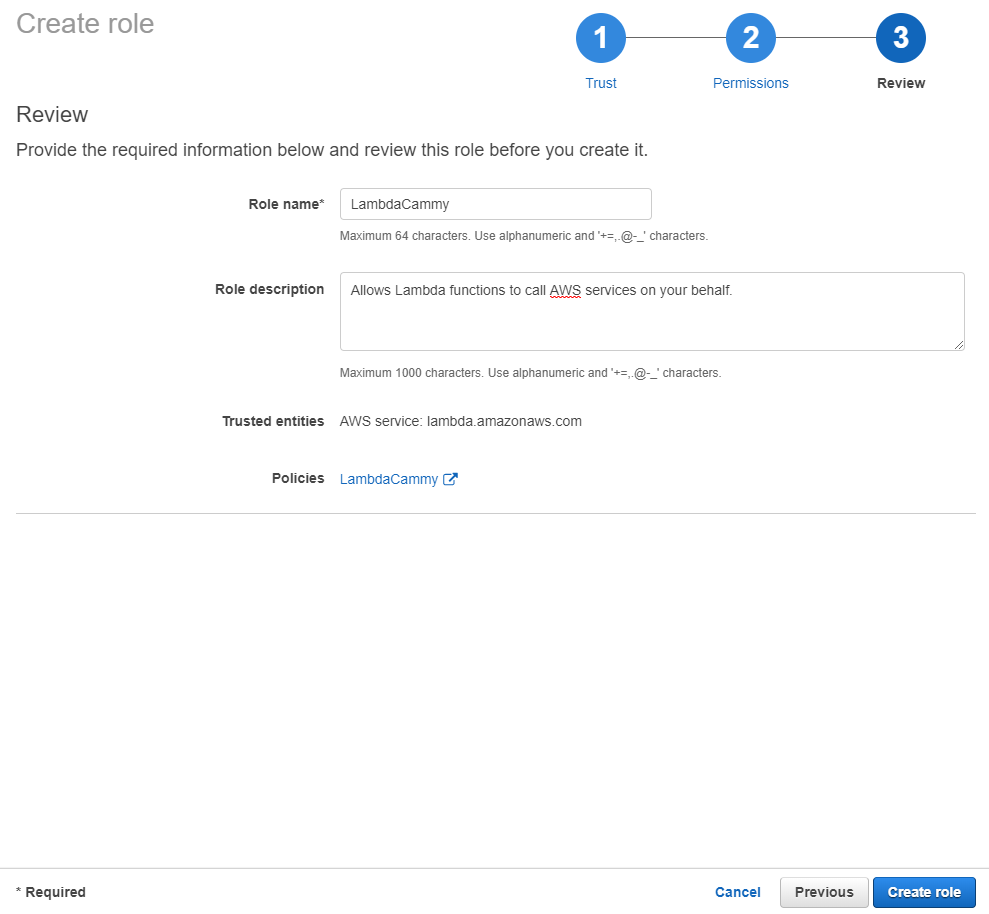 Create role
1 2 3
Trust Permissions Review
Review
Provide the required information below and review this role before you create it.
Role name* LambdaCammy
Maximum 64 characters. Use alphanumeric and '+=,.@-_' characters.
Role description Allows Lambda functions to call AWS services on your behalf.
Maximum 1000 characters. Use alphanumeric and '+=,.@-_' characters.
Trusted entities AWS service: lambda.amazonaws.com
Policies LambdaCammy
* Required Cancel Previous Create role